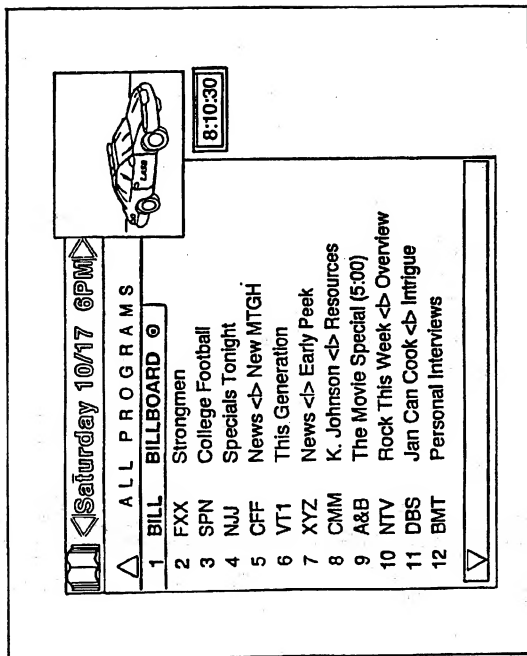 Saturday 10/17 6PM
ALL PROGRAMS
1 BILL BILLBOARD
2 FXX Strongmen
3 SPN College Football
4 NJJ Specials Tonight
5 CFF News <|> New MTGH
6 VT1 This Generation
7 XYZ News <|> Early Peek
8 CMM K. Johnson <|> Resources
9 A&B The Movie Special (5:00)
10 NTV Rock This Week <|> Overview
11 DBS Jan Can Cook <|> Intrigue
12 BMT Personal Interviews
8:10:30